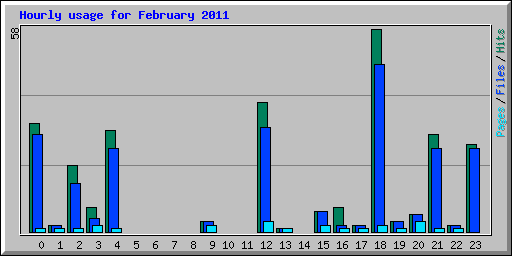 Hourly usage for February 2011
58
Pages / Files / Hits
0 1 2 3 4 5 6 7 8 9 10 11 12 13 14 15 16 17 18 19 20 21 22 23